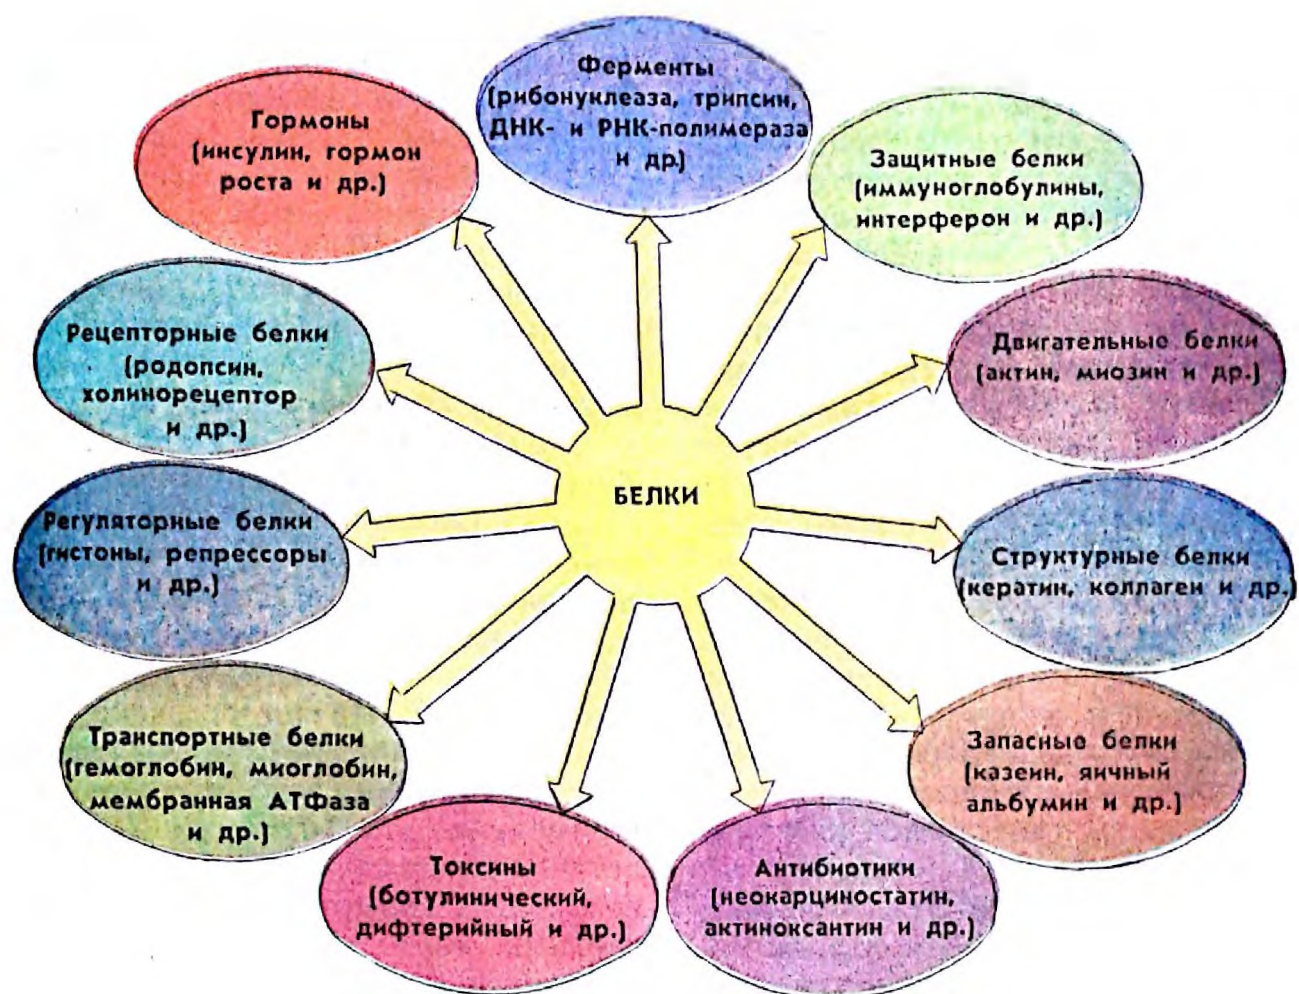 Ферменты
(рибонуклеаза, трипсин,
ДНК- и РНК-полимераза
и др.)
Гормоны
(инсулин, гормон
роста и др.)
Защитные белки
(иммуноглобулины,
интерферон и др.)
Рецепторные белки
(родопсин,
холинорецептор
и др.)
Двигательные белки
(актин, миозин и др.)
БЕЛКИ
Регуляторные белки
(гистоны, репрессоры
и др.)
Структурные белки
(кератин, коллаген и др.)
Транспортные белки
(гемоглобин, миоглобин,
мембранная АТФаза
и др.)
Запасные белки
(казеин, яичный
альбумин и др.)
Токсины
(ботулинический,
дифтерийный и др.)
Антибиотики
(неокарциностатин,
актиноксантин и др.)